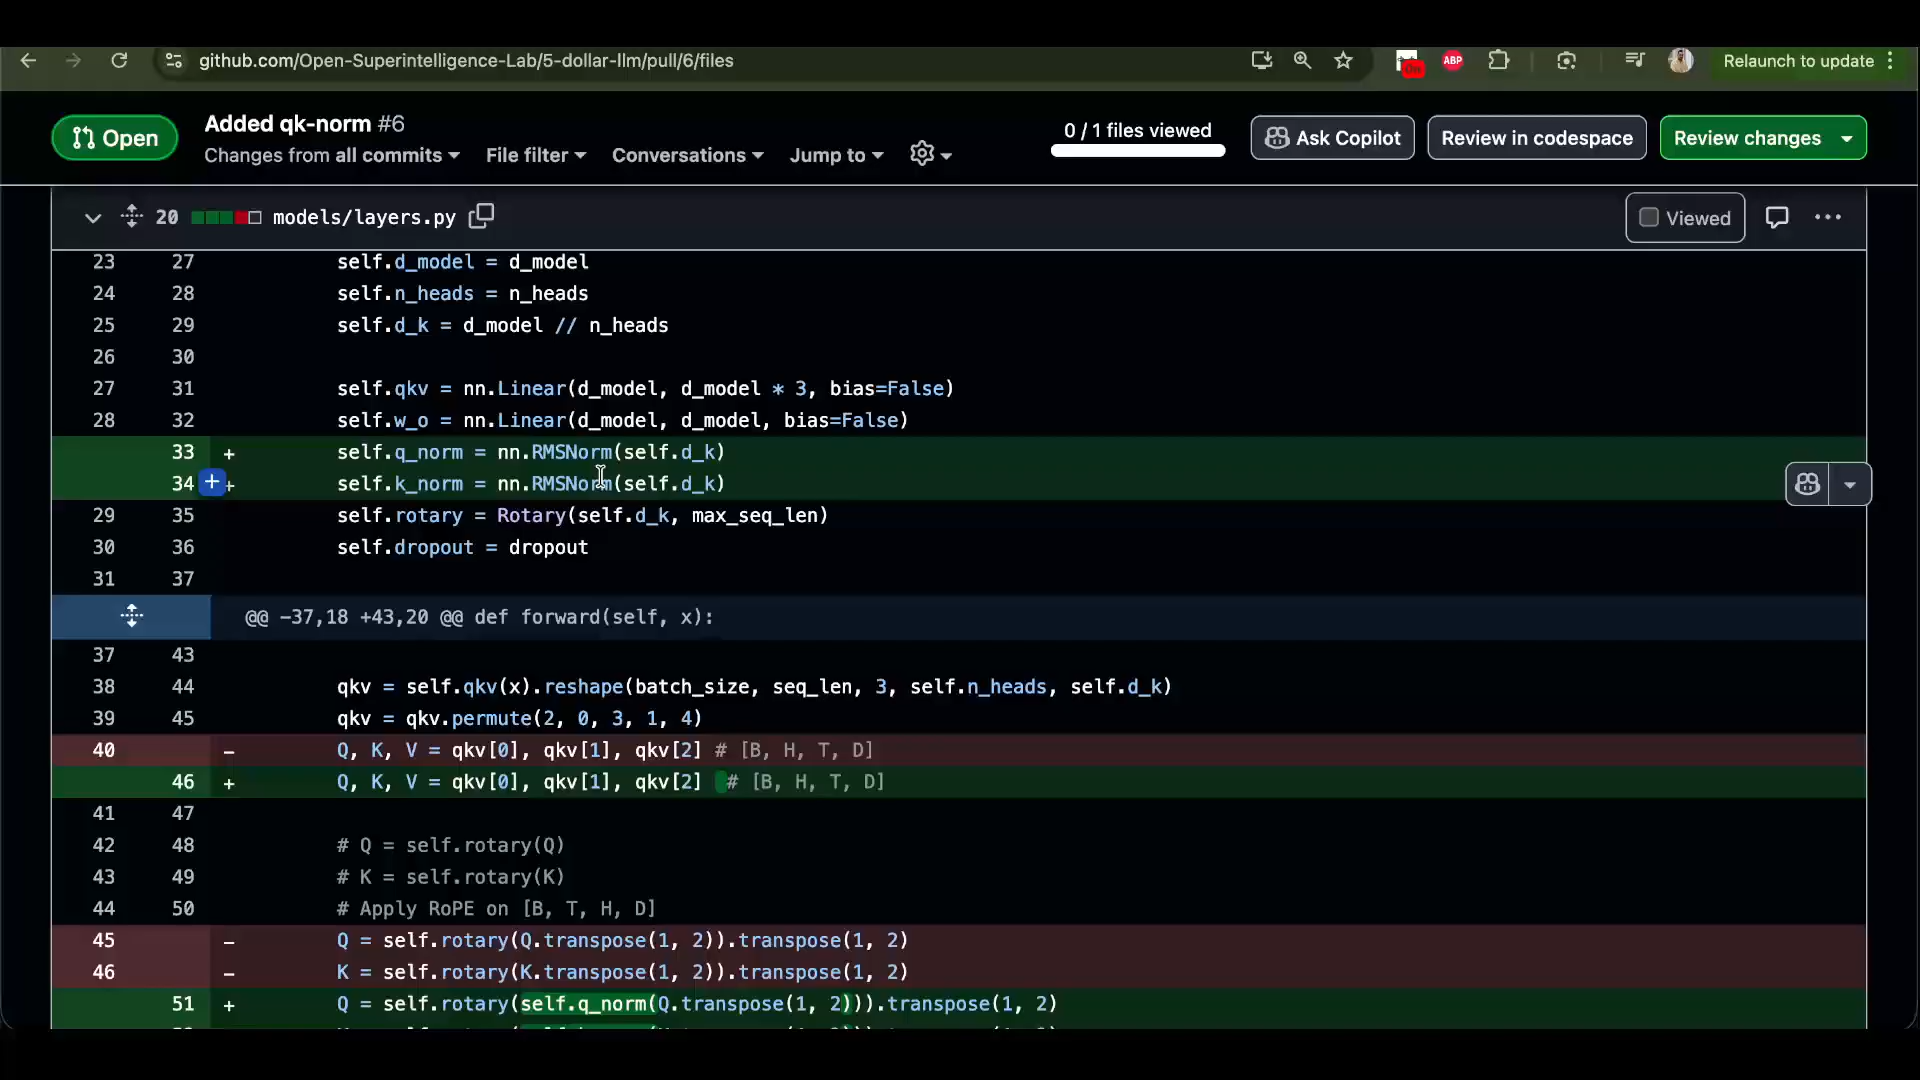 github.com/Open-Superintelligence-Lab/5-dollar-llm/pull/6/files
On
ABP
Relaunch to update
Open
Added qk-norm #6
Changes from all commits
File filter
Conversations
Jump to
0 / 1 files viewed
Ask Copilot
Review in codespace
Review changes
20 models/layers.py
Viewed
23 27 self.d_model = d_model
24 28 self.n_heads = n_heads
25 29 self.d_k = d_model // n_heads
26 30
27 31 self.qkv = nn.Linear(d_model, d_model * 3, bias=False)
28 32 self.w_o = nn.Linear(d_model, d_model, bias=False)
33 + self.q_norm = nn.RMSNorm(self.d_k)
34 + self.k_norm = nn.RMSNorm(self.d_k)
29 35 self.rotary = Rotary(self.d_k, max_seq_len)
30 36 self.dropout = dropout
31 37
@@ -37,18 +43,20 @@ def forward(self, x):
37 43
38 44 qkv = self.qkv(x).reshape(batch_size, seq_len, 3, self.n_heads, self.d_k)
39 45 qkv = qkv.permute(2, 0, 3, 1, 4)
40 - Q, K, V = qkv[0], qkv[1], qkv[2] # [B, H, T, D]
46 + Q, K, V = qkv[0], qkv[1], qkv[2]  # [B, H, T, D]
41 47
42 48 # Q = self.rotary(Q)
43 49 # K = self.rotary(K)
44 50 # Apply RoPE on [B, T, H, D]
45 - Q = self.rotary(Q.transpose(1, 2)).transpose(1, 2)
46 - K = self.rotary(K.transpose(1, 2)).transpose(1, 2)
51 + Q = self.rotary(self.q_norm(Q.transpose(1, 2))).transpose(1, 2)